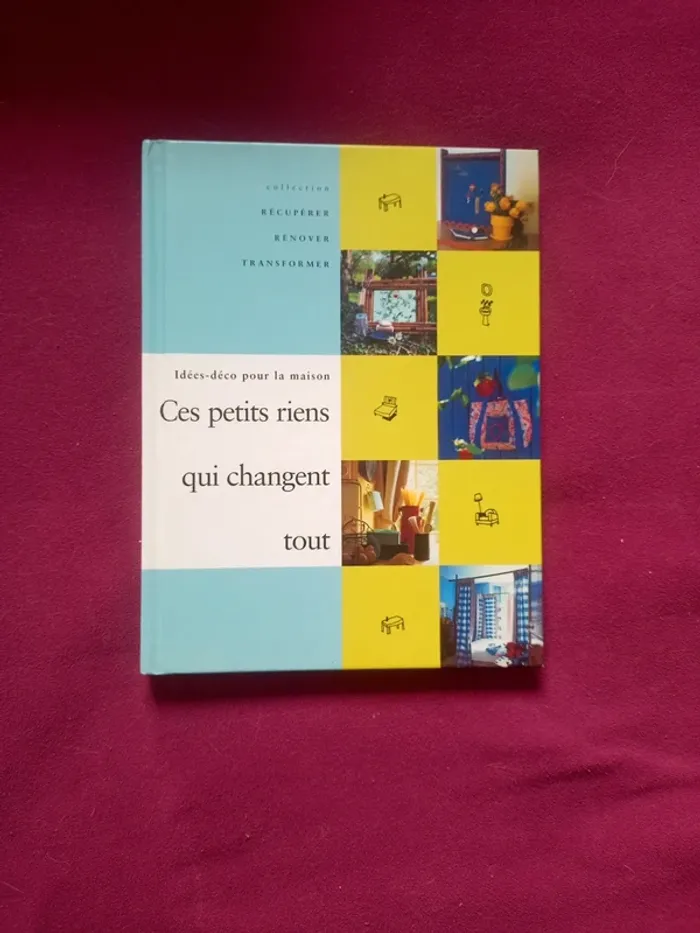 collection
RÉCUPÉRER
RÉNOVER
TRANSFORMER
Idées-déco pour la maison
Ces petits riens
qui changent
tout